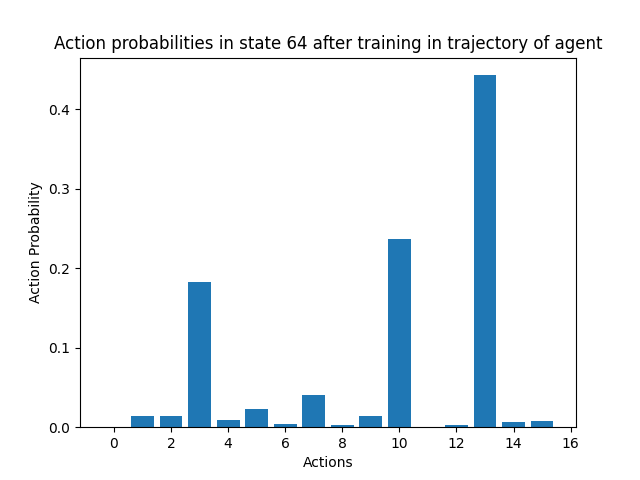 Action probabilities in state 64 after training in trajectory of agent
Action Probability
0.4
0.3
0.2
0.1
0.0
0 2 4 6 8 10 12 14 16
Actions